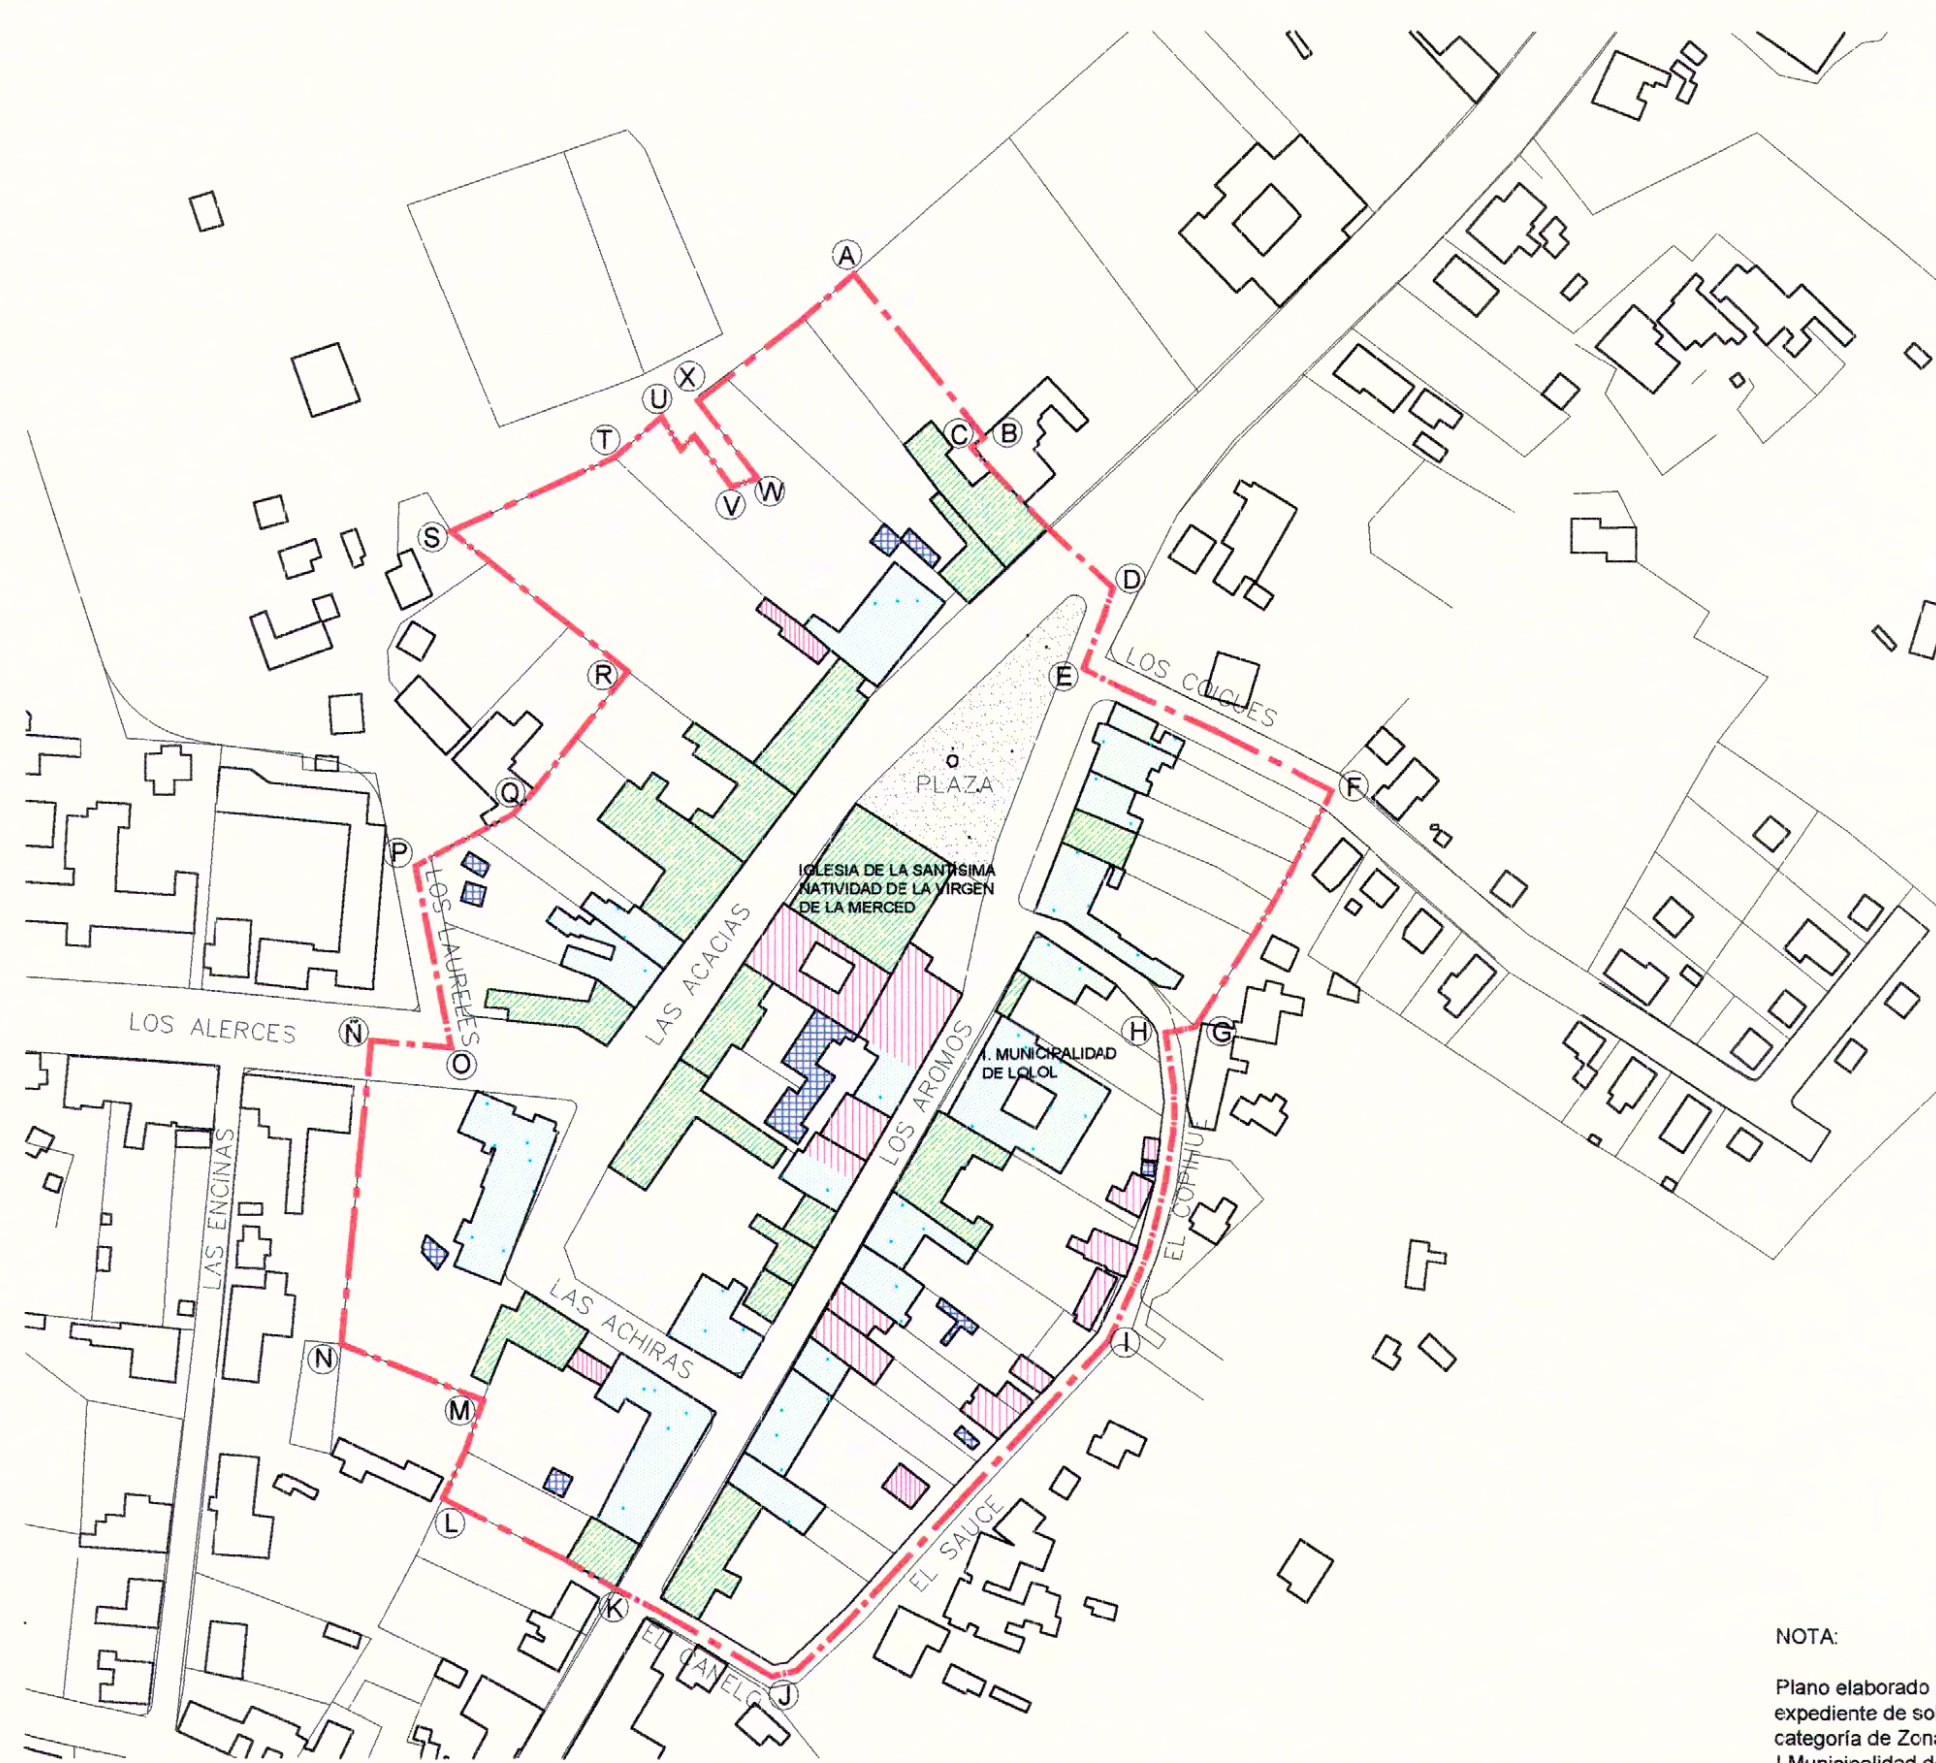 A
X
U
T
C
B
V
W
S
D
LOS COIGUES
E
R
PLAZA
F
Q
P
IGLESIA DE LA SANTÍSIMA
NATIVIDAD DE LA VIRGEN
DE LA MERCED
LOS LAURELES
LAS ACACIAS
LOS ALERCES
Ñ
O
H
G
I. MUNICIPALIDAD
DE LOLOL
LOS AROMOS
EL COPIHUE
LAS ENCINAS
LAS ACHIRAS
I
N
M
L
EL SAUCE
K
EL CANELO
J
NOTA:
Plano elaborado
expediente de so
categoría de Zona
I.Municipalidad de